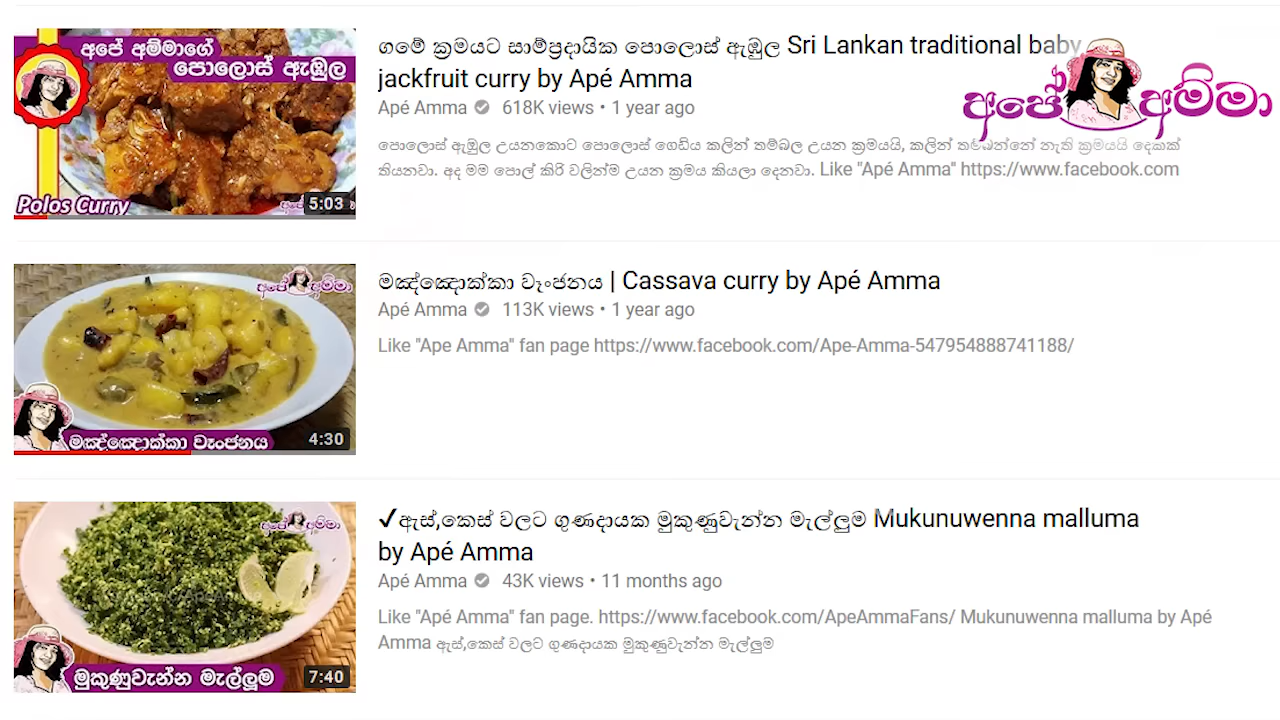 අපේ අම්මාගේ
පොලොස් ඇඹුල
Polos Curry
5:03
ගමේ ක්‍රමයට සාම්ප්‍රදායික පොලොස් ඇඹුල Sri Lankan traditional baby
jackfruit curry by Apé Amma
Apé Amma 618K views • 1 year ago
පොලොස් ඇඹුල උයනකොට පොලොස් ගෙඩිය කලින් තම්බල උයන ක්‍රමයයි, කලින් තම්බන්නේ නැති ක්‍රමයයි දෙකක්
තියනවා. අද මම පොල් කිරි වලින්ම උයන ක්‍රමය කියලා දෙනවා. Like "Apé Amma" https://www.facebook.com
අපේ අම්මා
අපේ අම්මා
මඤ්ඤොක්කා ව්‍යංජනය
4:30
මඤ්ඤොක්කා ව්‍යංජනය | Cassava curry by Apé Amma
Apé Amma 113K views • 1 year ago
Like "Ape Amma" fan page https://www.facebook.com/Ape-Amma-547954888741188/
අපේ අම්මා
මුකුණුවැන්න මැල්ලූම
7:40
✓ඇස්,කෙස් වලට ගුණදායක මුකුණුවැන්න මැල්ලුම Mukunuwenna malluma
by Apé Amma
Apé Amma 43K views • 11 months ago
Like "Apé Amma" fan page. https://www.facebook.com/ApeAmmaFans/ Mukunuwenna malluma by Apé
Amma ඇස්,කෙස් වලට ගුණදායක මුකුණුවැන්න මැල්ලුම